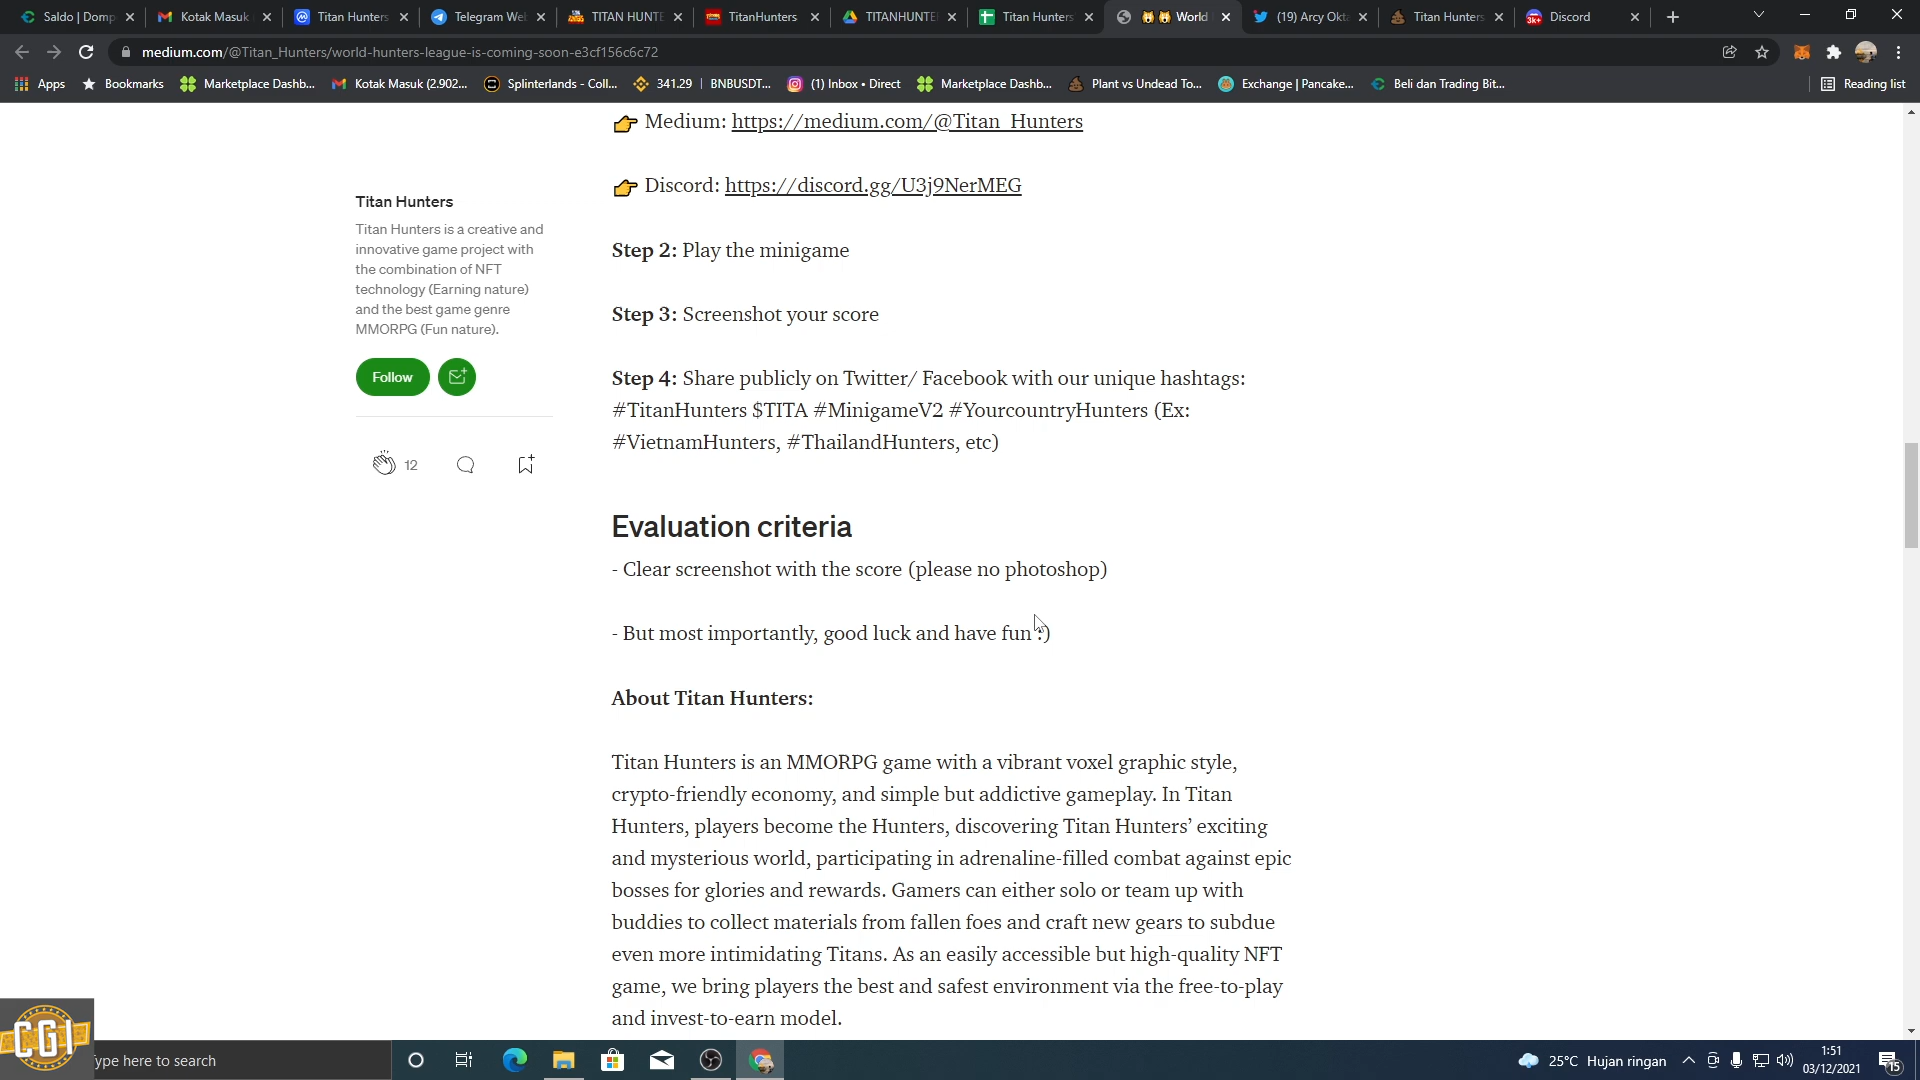 Saldo | Domp
Kotak Masuk
Titan Hunters
Telegram We
TITAN HUNTE
TitanHunters
TITANHUNTE
Titan Hunters
World
(19) Arcy Okt
Titan Hunters
3K+
Discord
medium.com/@Titan_Hunters/world-hunters-league-is-coming-soon-e3cf156c6c72
Apps
Bookmarks
Marketplace Dashb...
Kotak Masuk (2.902...
Splinterlands - Coll...
341.29 | BNBUSDT...
(1) Inbox • Direct
Marketplace Dashb...
Plant vs Undead To...
Exchange | Pancake...
Beli dan Trading Bit...
Reading list
👉 Medium: https://medium.com/@Titan_Hunters
👉 Discord: https://discord.gg/U3j9NerMEG
Titan Hunters
Titan Hunters is a creative and
innovative game project with
the combination of NFT
technology (Earning nature)
and the best game genre
MMORPG (Fun nature).
Follow
12
Step 2: Play the minigame
Step 3: Screenshot your score
Step 4: Share publicly on Twitter/ Facebook with our unique hashtags:
#TitanHunters $TITA #MinigameV2 #YourcountryHunters (Ex:
#VietnamHunters, #ThailandHunters, etc)
Evaluation criteria
- Clear screenshot with the score (please no photoshop)
- But most importantly, good luck and have fun :)
About Titan Hunters:
Titan Hunters is an MMORPG game with a vibrant voxel graphic style,
crypto-friendly economy, and simple but addictive gameplay. In Titan
Hunters, players become the Hunters, discovering Titan Hunters’ exciting
and mysterious world, participating in adrenaline-filled combat against epic
bosses for glories and rewards. Gamers can either solo or team up with
buddies to collect materials from fallen foes and craft new gears to subdue
even more intimidating Titans. As an easily accessible but high-quality NFT
game, we bring players the best and safest environment via the free-to-play
and invest-to-earn model.
CGI
ype here to search
25°C Hujan ringan
1:51
03/12/2021
15